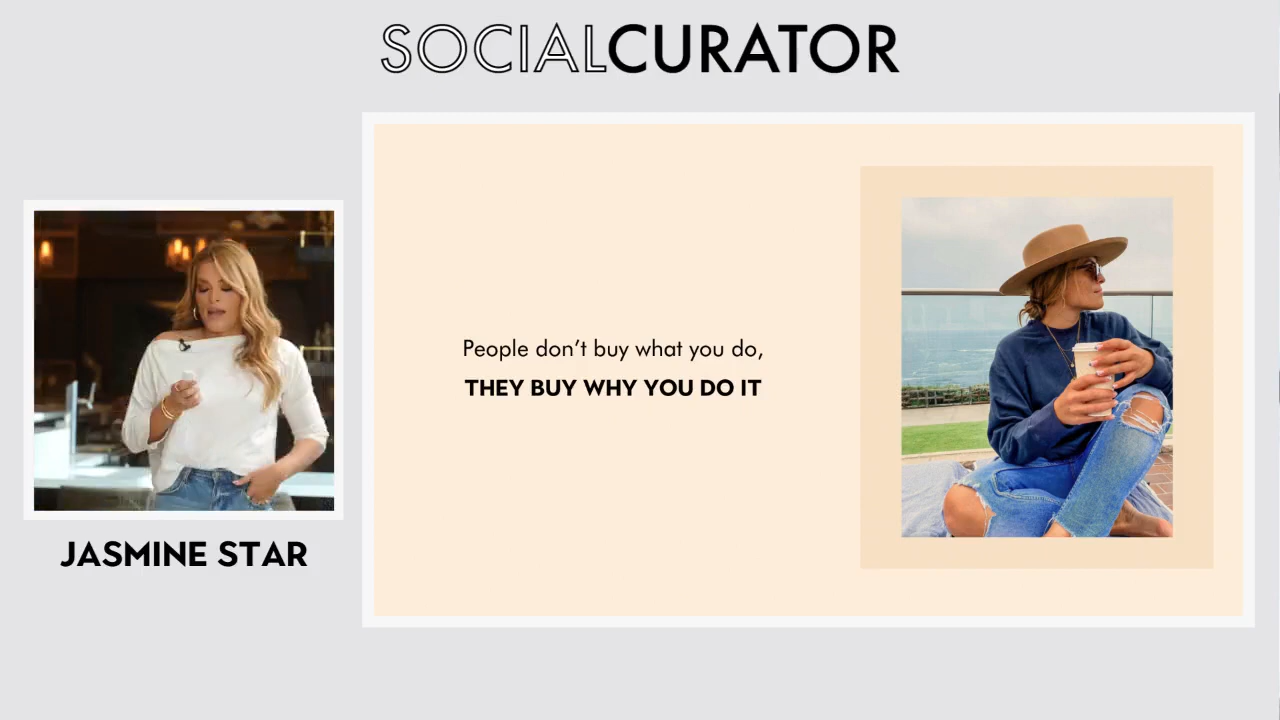 SOCIALCURATOR
People don't buy what you do,
THEY BUY WHY YOU DO IT
JASMINE STAR